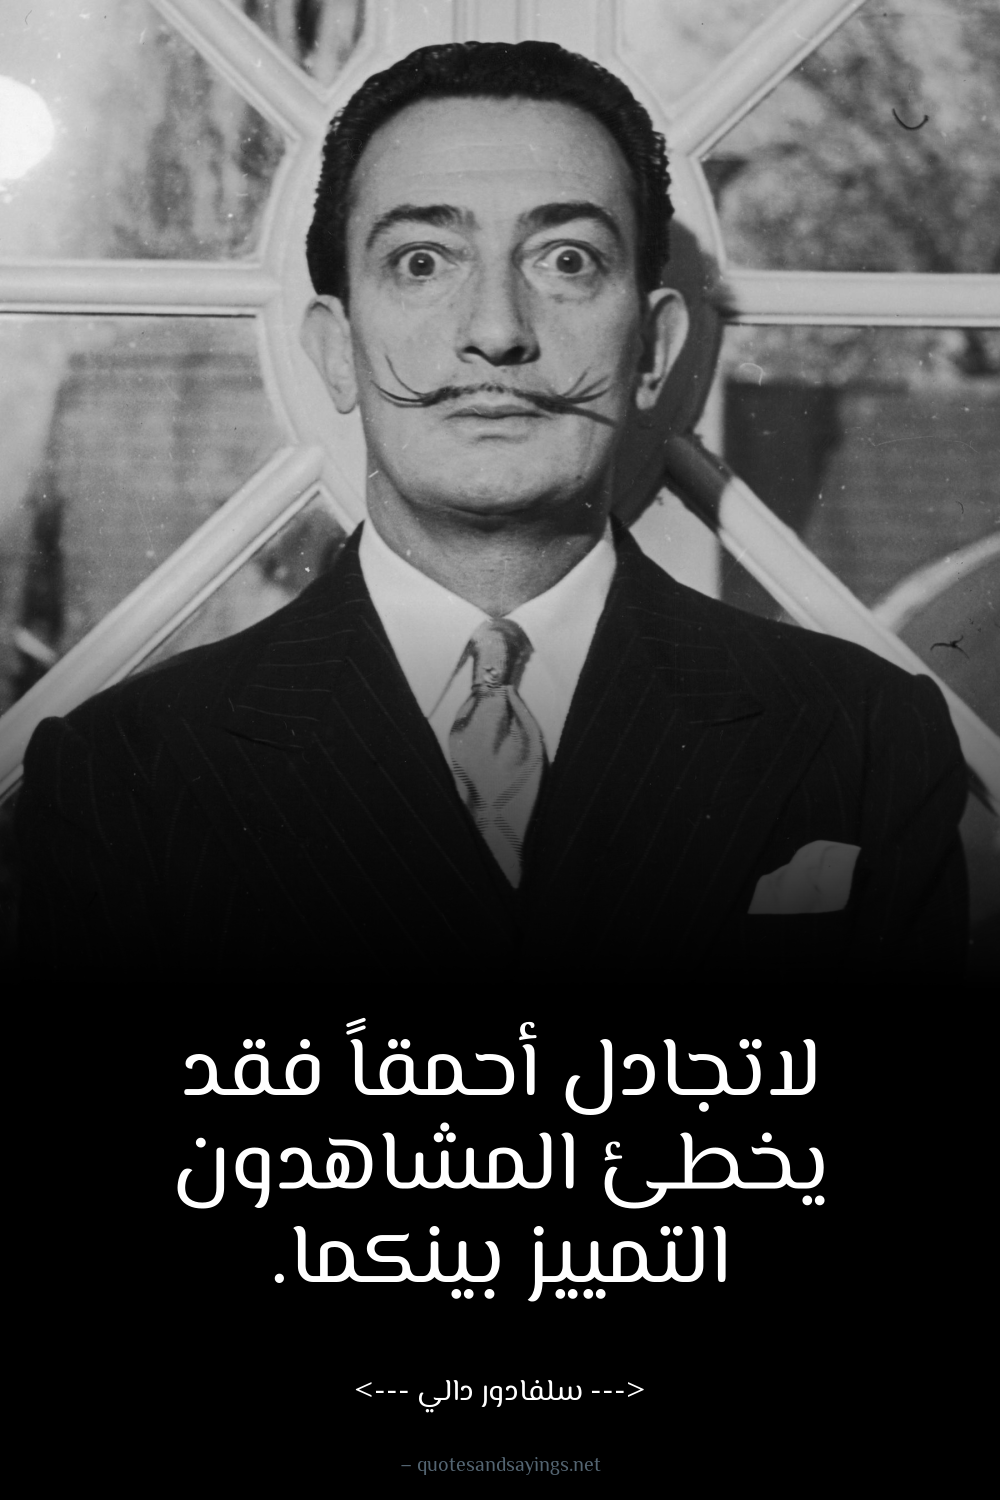 لاتجادل أحمقاً فقد
يخطئ المشاهدون
التمييز بينكما.
<--- سلفادور دالي --->
– quotesandsayings.net